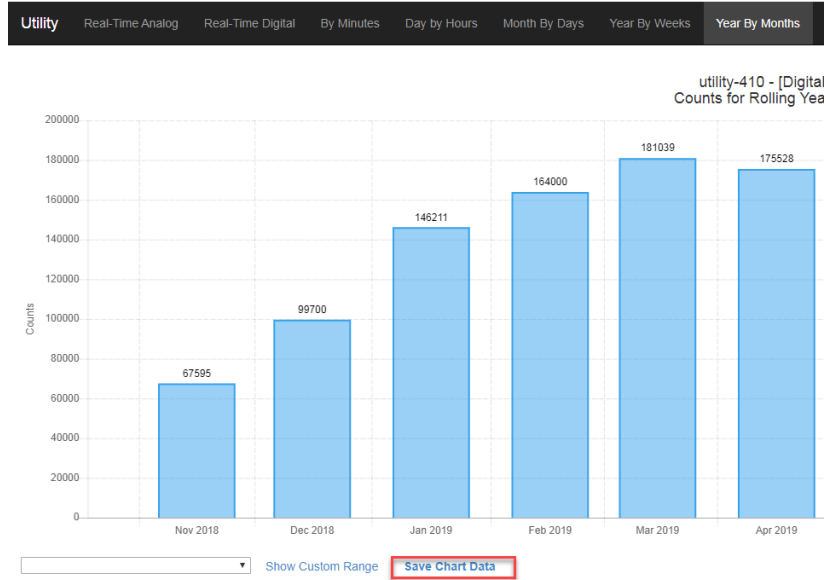 Utility Real-Time Analog Real-Time Digital By Minutes Day by Hours Month By Days Year By Weeks Year By Months
utility-410 - [Digital
Counts for Rolling Yea
200000
180000
160000
140000
120000
100000
80000
60000
40000
20000
0
Counts
67595
99700
146211
164000
181039
175528
Nov 2018 Dec 2018 Jan 2019 Feb 2019 Mar 2019 Apr 2019
Show Custom Range Save Chart Data